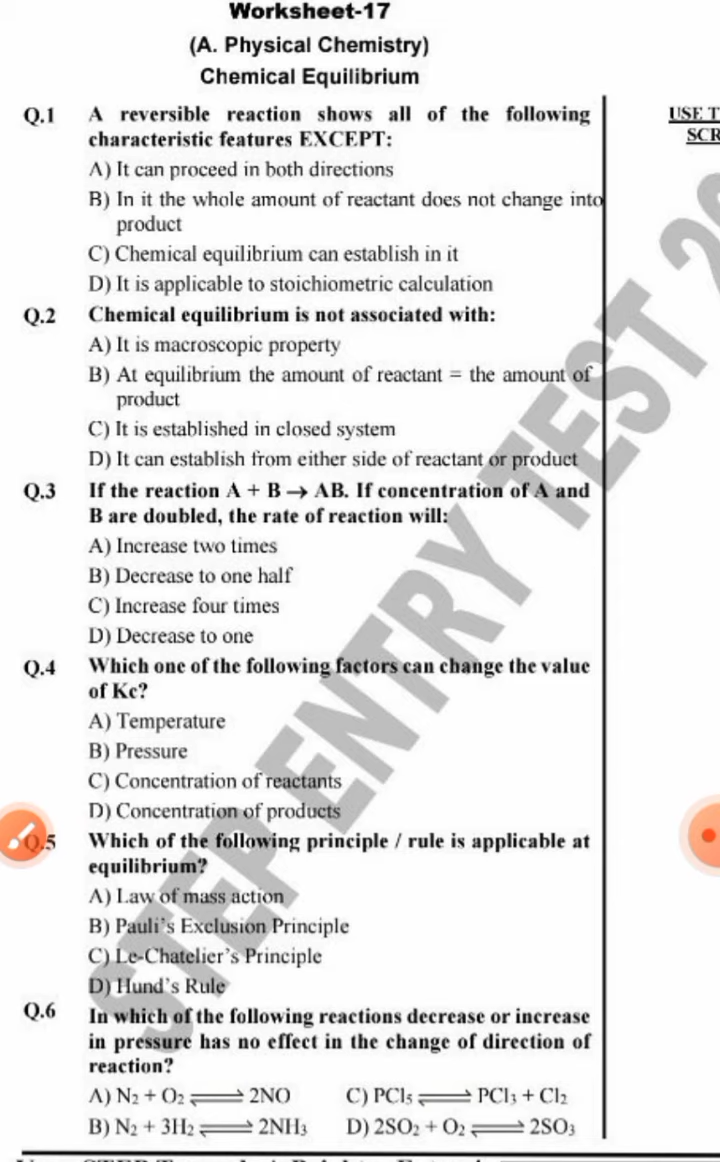 Worksheet-17
(A. Physical Chemistry)
Chemical Equilibrium
USE T
SCR
Q.1 A reversible reaction shows all of the following
characteristic features EXCEPT:
A) It can proceed in both directions
B) In it the whole amount of reactant does not change into
product
C) Chemical equilibrium can establish in it
D) It is applicable to stoichiometric calculation
Q.2 Chemical equilibrium is not associated with:
A) It is macroscopic property
B) At equilibrium the amount of reactant = the amount of
product
C) It is established in closed system
D) It can establish from either side of reactant or product
Q.3 If the reaction A + B → AB. If concentration of A and
B are doubled, the rate of reaction will:
A) Increase two times
B) Decrease to one half
C) Increase four times
D) Decrease to one
Q.4 Which one of the following factors can change the value
of Kc?
A) Temperature
B) Pressure
C) Concentration of reactants
D) Concentration of products
Q.5 Which of the following principle / rule is applicable at
equilibrium?
A) Law of mass action
B) Pauli's Exclusion Principle
C) Le-Chatelier's Principle
D) Hund's Rule
Q.6 In which of the following reactions decrease or increase
in pressure has no effect in the change of direction of
reaction?
A) N₂ + O₂ ⇌ 2NO C) PCl₅ ⇌ PCl₃ + Cl₂
B) N₂ + 3H₂ ⇌ 2NH₃ D) 2SO₂ + O₂ ⇌ 2SO₃
STEP ENTRY TEST 20